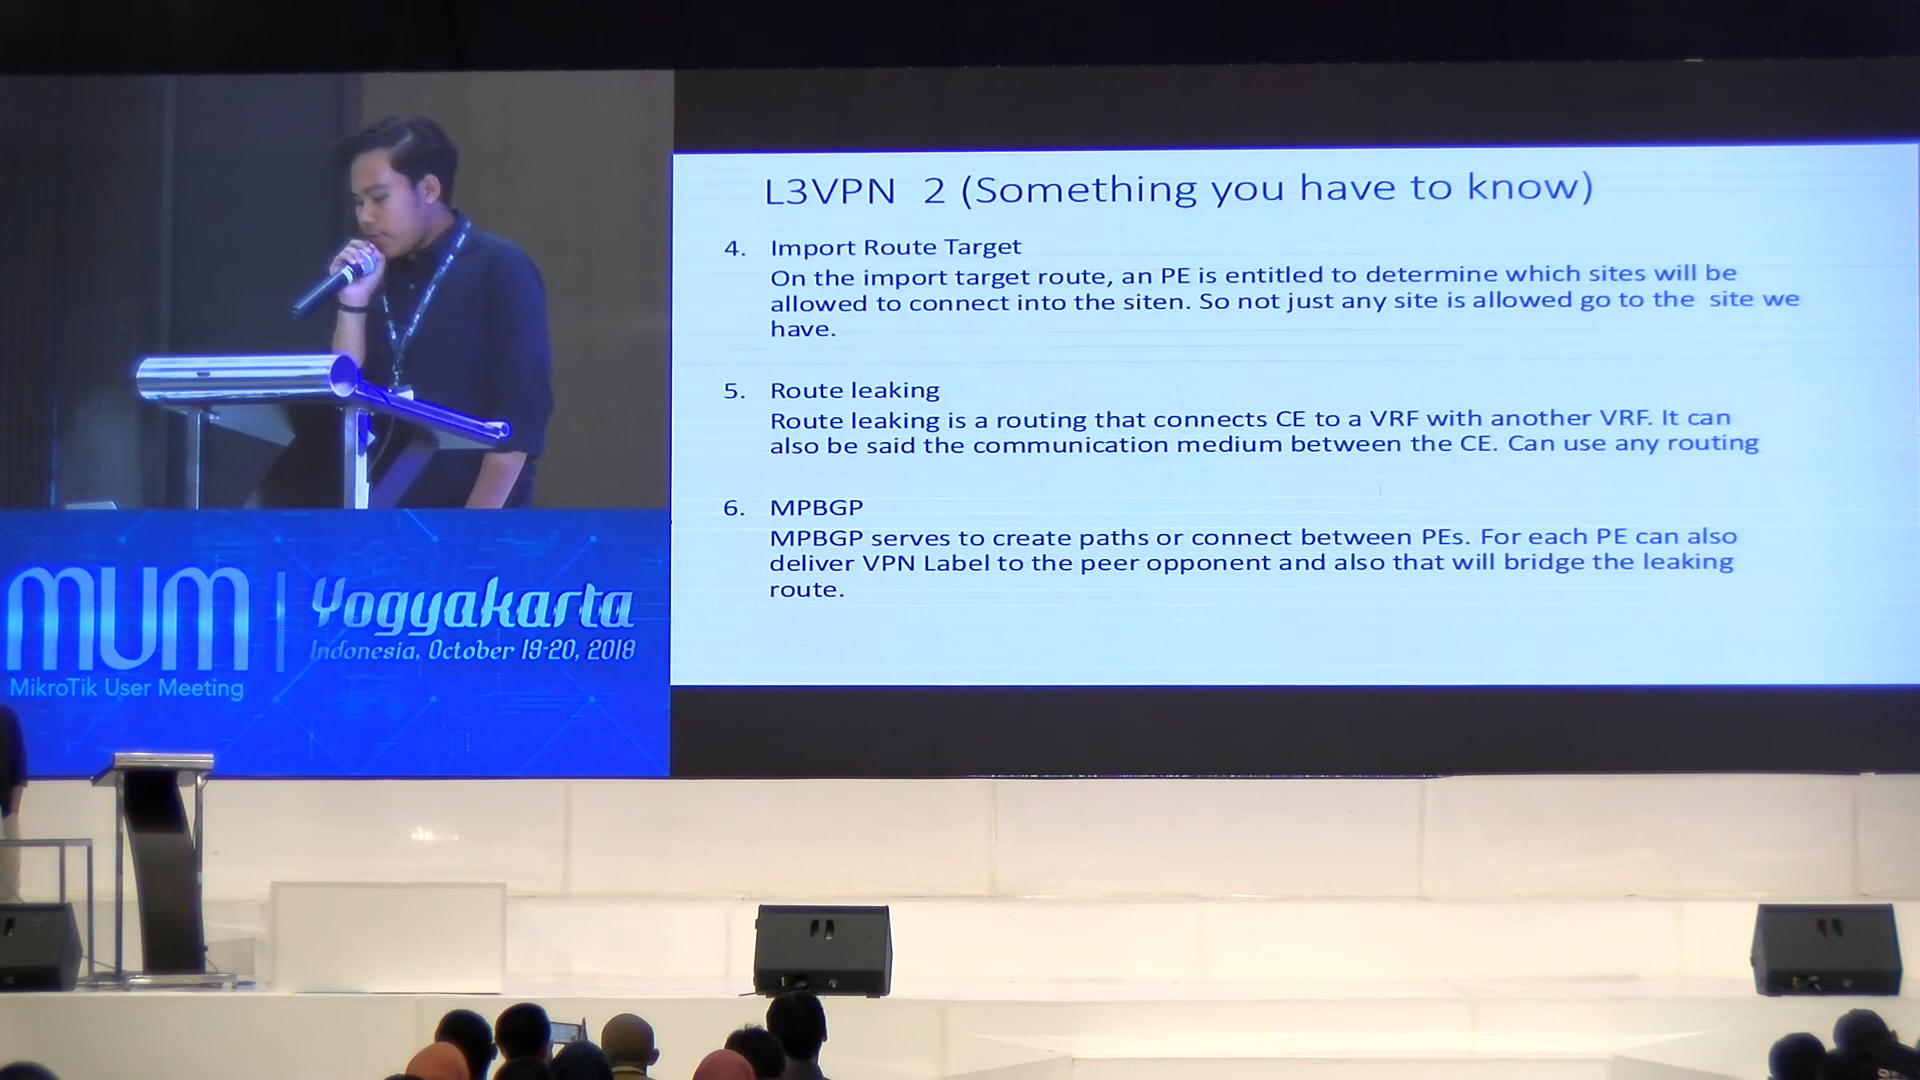 L3VPN 2 (Something you have to know)
4. Import Route Target
On the import target route, an PE is entitled to determine which sites will be
allowed to connect into the siten. So not just any site is allowed go to the site we
have.
5. Route leaking
Route leaking is a routing that connects CE to a VRF with another VRF. It can
also be said the communication medium between the CE. Can use any routing
6. MPBGP
MPBGP serves to create paths or connect between PEs. For each PE can also
deliver VPN Label to the peer opponent and also that will bridge the leaking
route.
MUM
MikroTik User Meeting
Yogyakarta
Indonesia, October 19-20, 2018